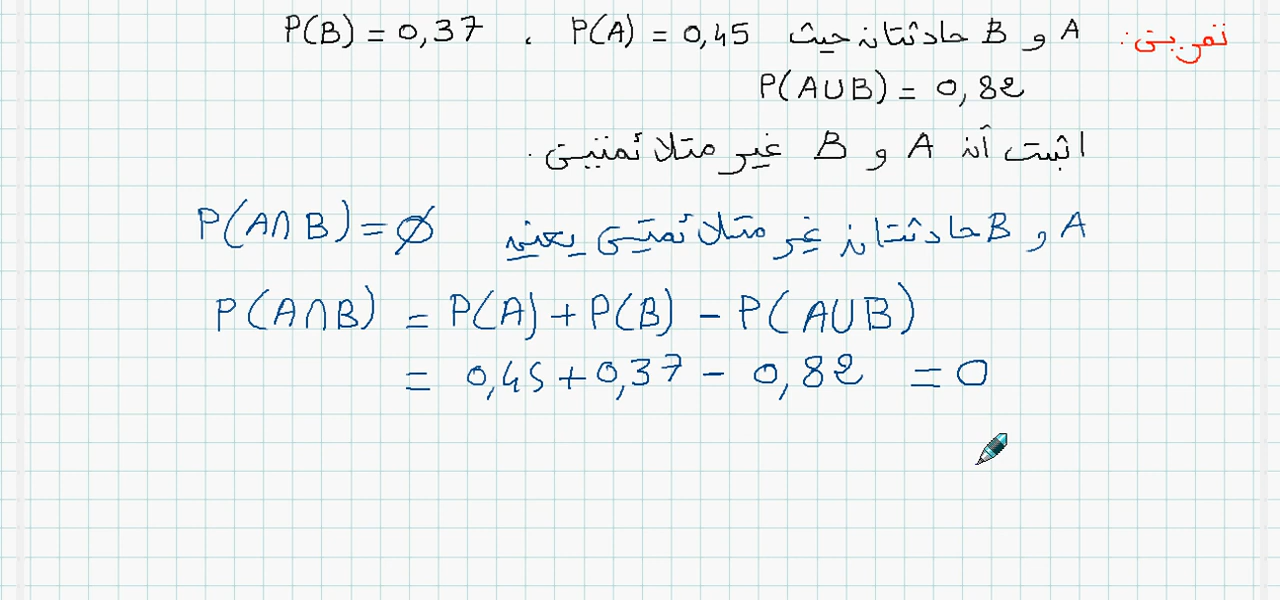 تمرين: A و B حادثتان حيث P(A) = 0,45 ، P(B) = 0,37
P(A∪B) = 0,82
اثبت أن A و B غير متلائمتين .
A و B حادثتان غير متلائمتين يعني P(A∩B) = ∅
P(A∩B) = P(A) + P(B) − P(A∪B)
= 0,45 + 0,37 − 0,82 = 0